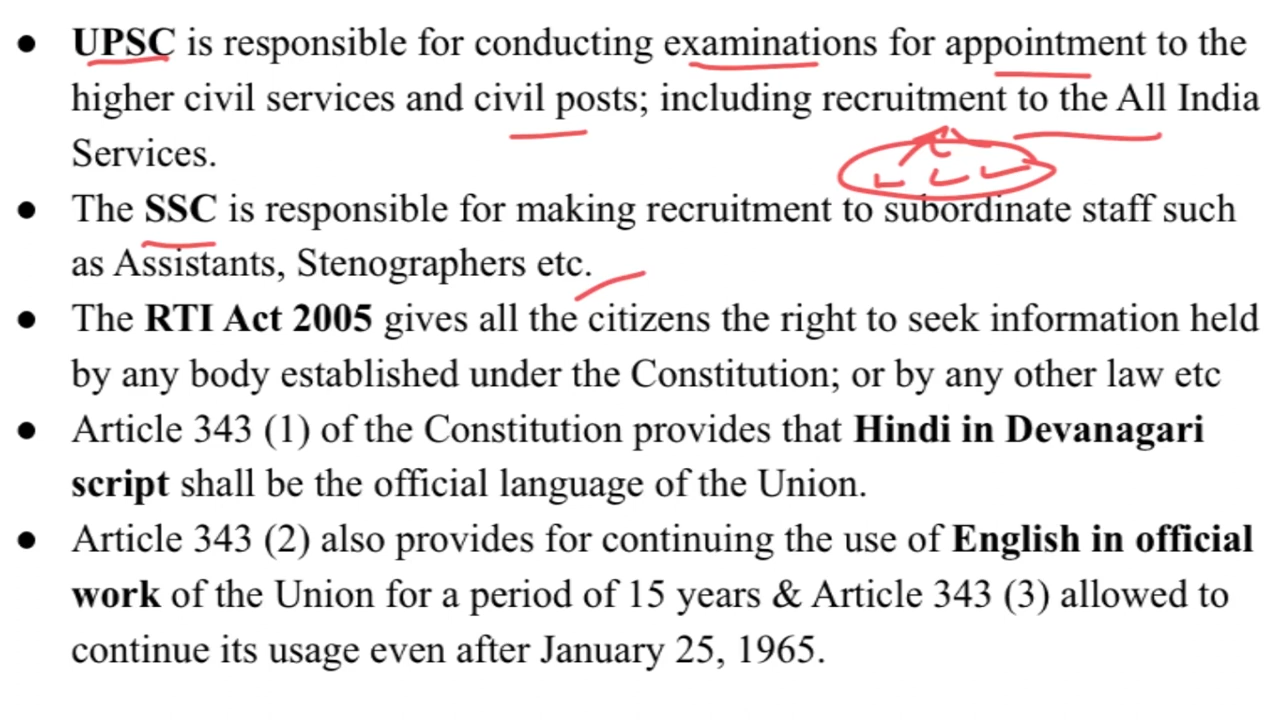 ● UPSC is responsible for conducting examinations for appointment to the
higher civil services and civil posts; including recruitment to the All India
Services.
● The SSC is responsible for making recruitment to subordinate staff such
as Assistants, Stenographers etc.
● The RTI Act 2005 gives all the citizens the right to seek information held
by any body established under the Constitution; or by any other law etc
● Article 343 (1) of the Constitution provides that Hindi in Devanagari
script shall be the official language of the Union.
● Article 343 (2) also provides for continuing the use of English in official
work of the Union for a period of 15 years & Article 343 (3) allowed to
continue its usage even after January 25, 1965.